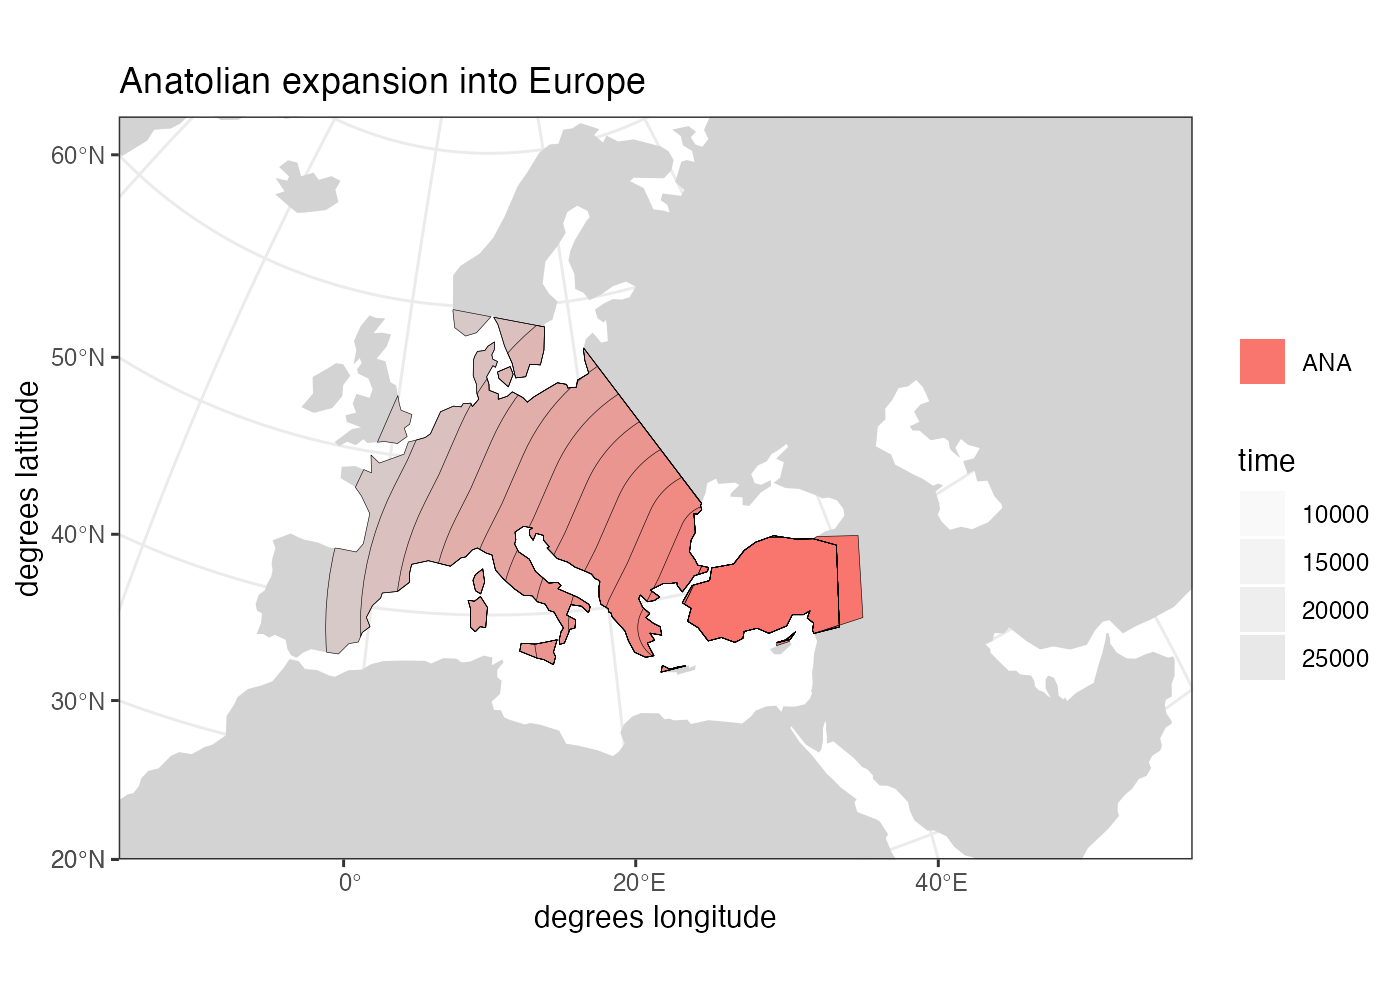 Anatolian expansion into Europe
60°N
50°N
40°N
30°N
20°N
degrees latitude
0°
20°E
40°E
degrees longitude
ANA
time
10000
15000
20000
25000